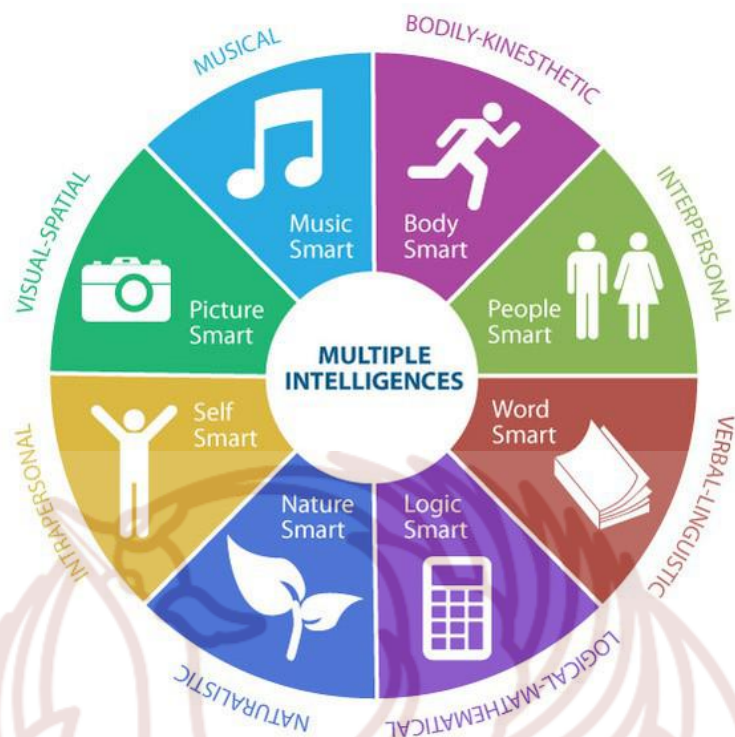 MUSICAL
BODILY-KINESTHETIC
INTERPERSONAL
VERBAL-LINGUISTIC
LOGICAL-MATHEMATICAL
NATURALISTIC
INTRAPERSONAL
VISUAL-SPATIAL
Music
Smart
Body
Smart
People
Smart
Word
Smart
Logic
Smart
Nature
Smart
Self
Smart
Picture
Smart
MULTIPLE
INTELLIGENCES